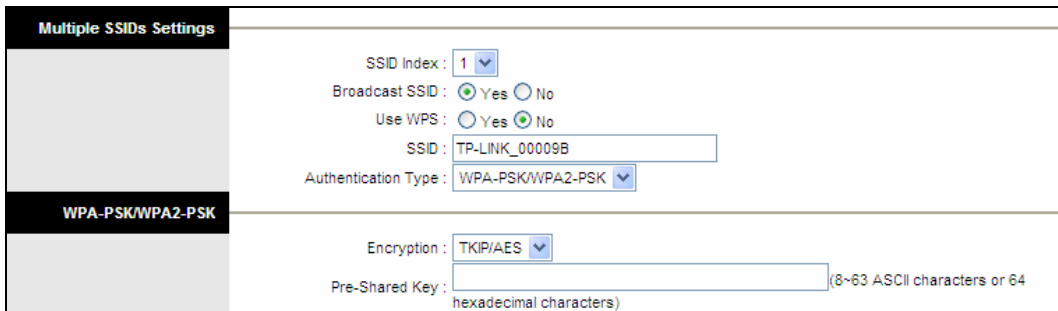 Multiple SSIDs Settings
SSID Index : 1
Broadcast SSID : Yes No
Use WPS : Yes No
SSID : TP-LINK_00009B
Authentication Type : WPA-PSK/WPA2-PSK
WPA-PSK/WPA2-PSK
Encryption : TKIP/AES
Pre-Shared Key : (8~63 ASCII characters or 64
hexadecimal characters)